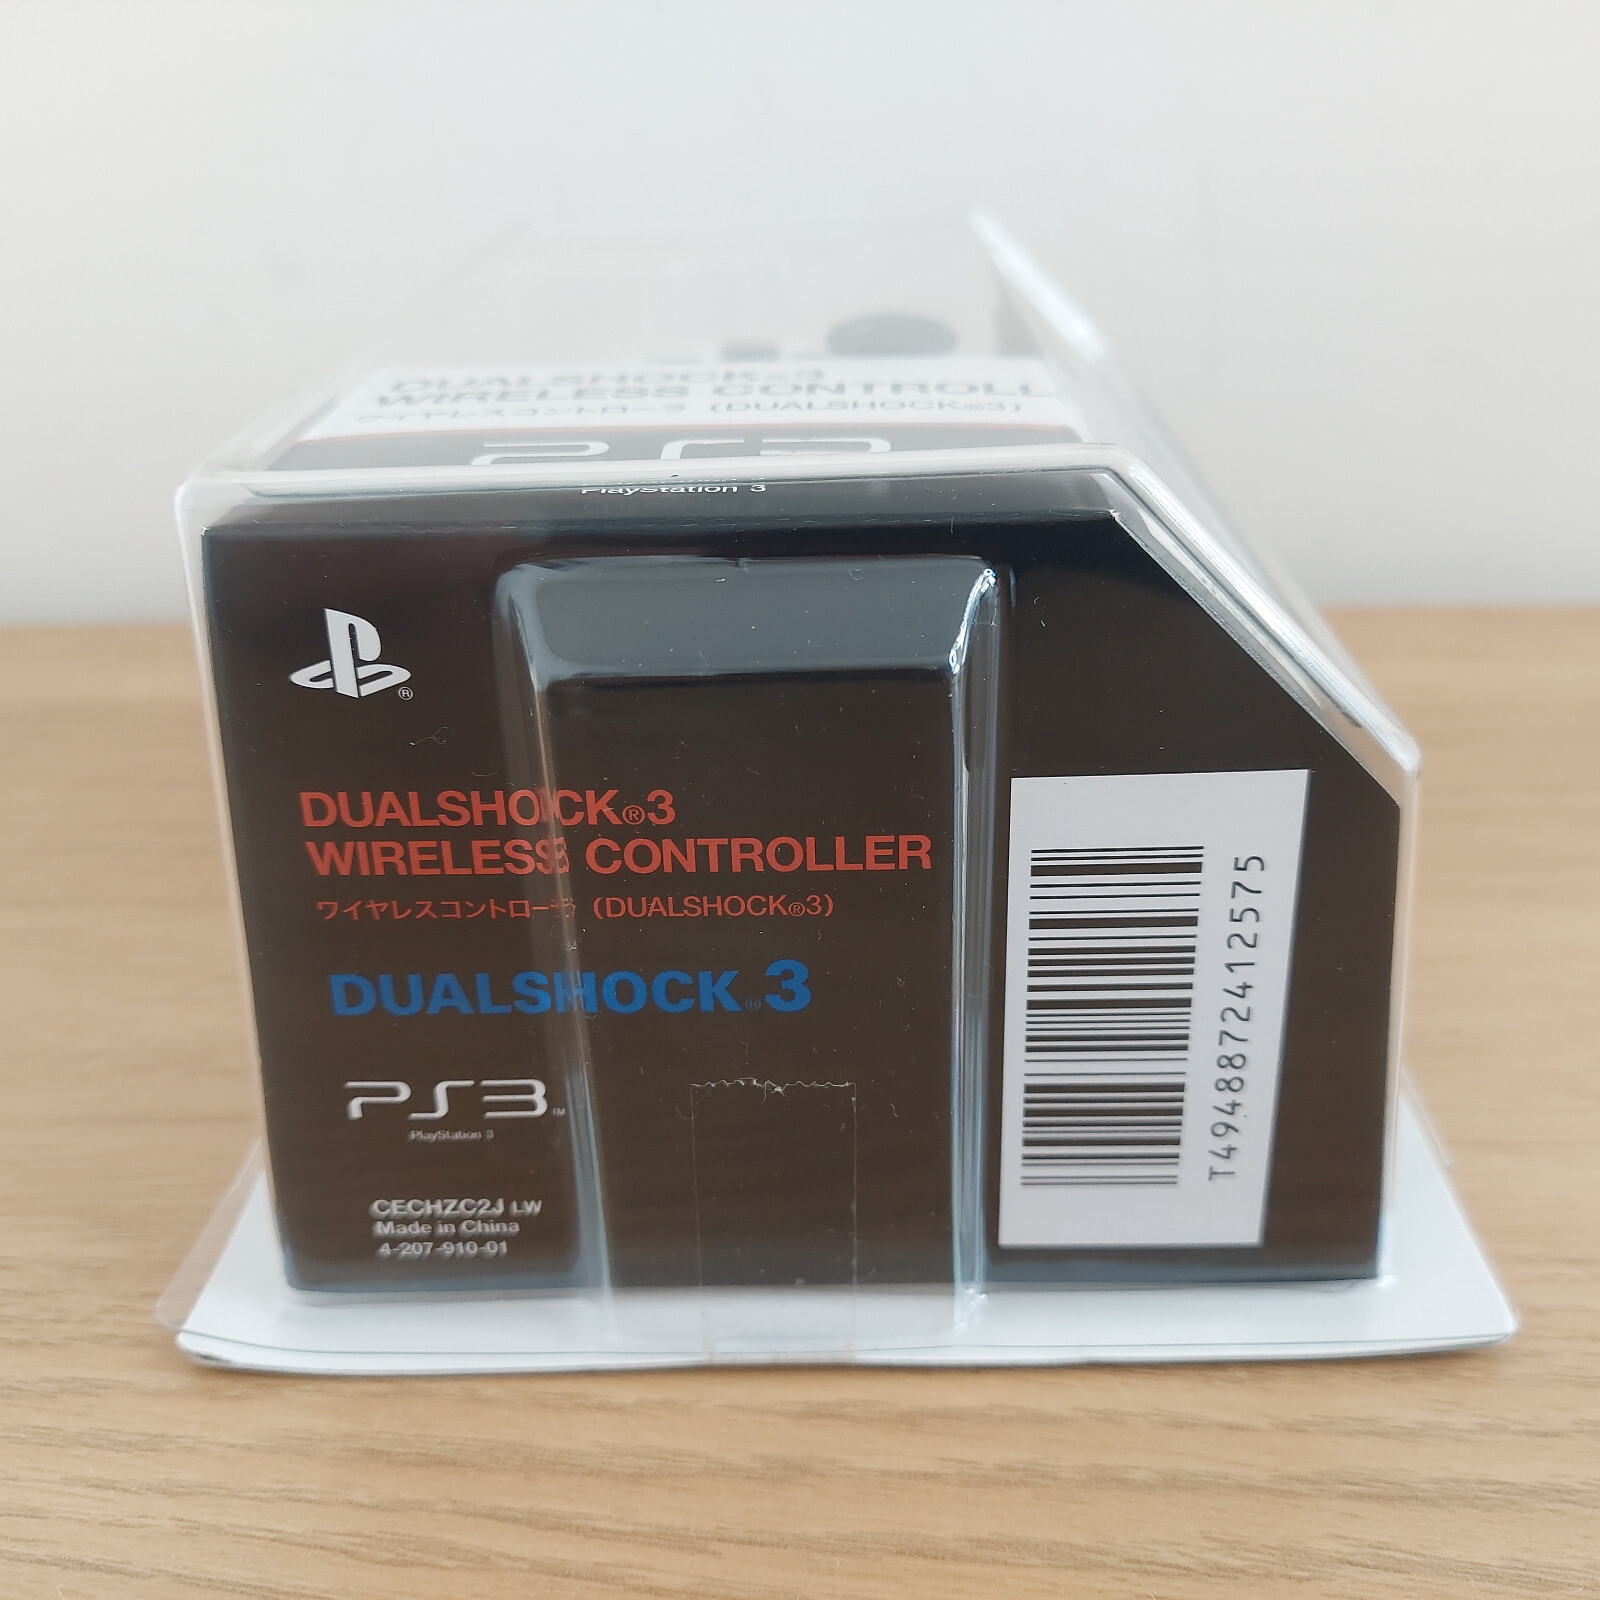 DUALSHOCK®3
WIRELESS CONTROLL
ワイヤレスコントローラ (DUALSHOCK®3)
PS3
PlayStation 3
®
DUALSHOCK®3
WIRELESS CONTROLLER
ワイヤレスコントローラ (DUALSHOCK®3)
DUALSHOCK®3
PS3™
PlayStation 3
CECHZC2J LW
Made in China
4-207-910-01
T4948872412575